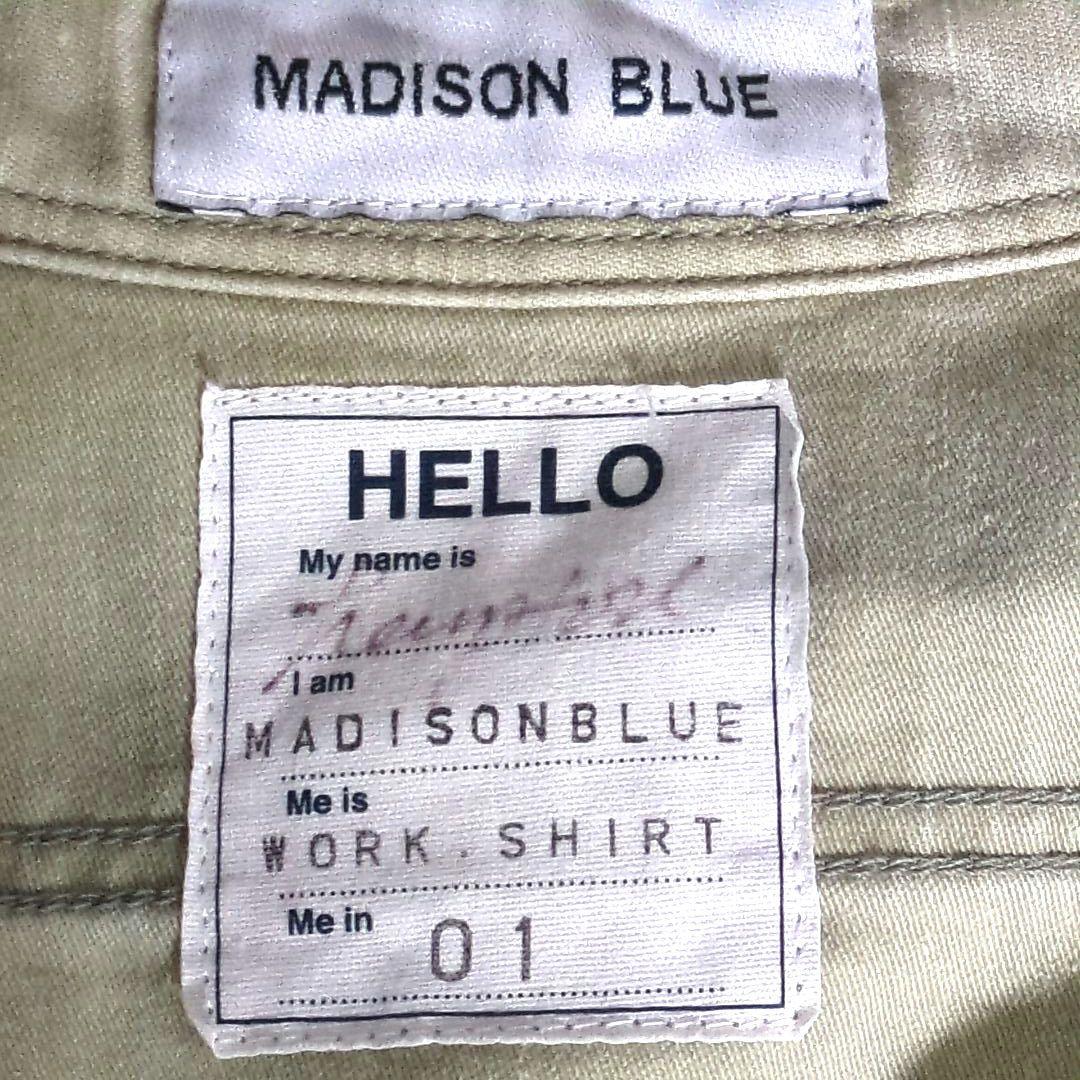 MADISON BLUE
HELLO
My name is
I am
MADISONBLUE
Me is
WORK.SHIRT
Me in
01